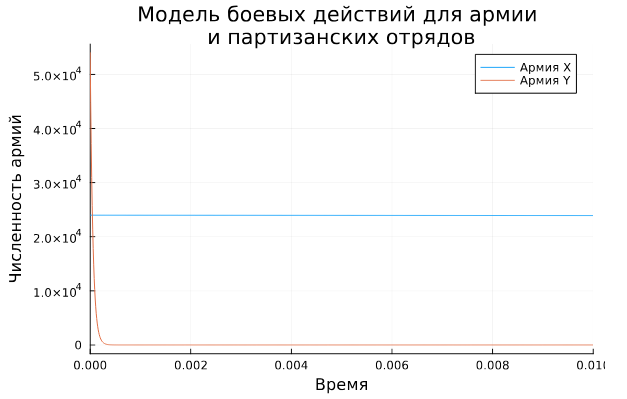 Модель боевых действий для армии
и партизанских отрядов
Численность армий
5.0×10⁴
4.0×10⁴
3.0×10⁴
2.0×10⁴
1.0×10⁴
0
Армия X
Армия Y
0.000 0.002 0.004 0.006 0.008 0.010
Время